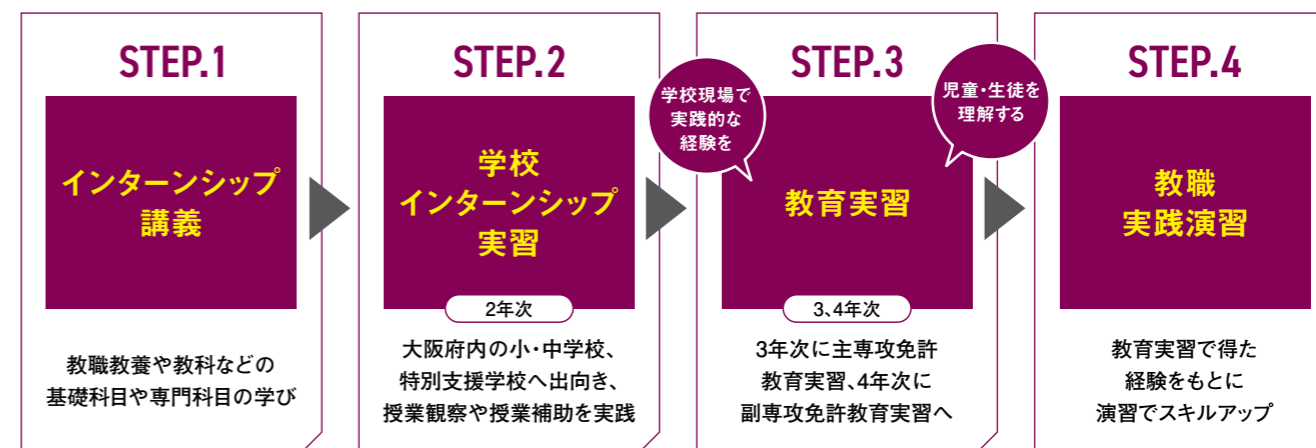 STEP.1
インターンシップ
講義
教職教養や教科などの
基礎科目や専門科目の学び
STEP.2
学校
インターンシップ
実習
2年次
大阪府内の小・中学校、
特別支援学校へ出向き、
授業観察や授業補助を実践
学校現場で
実践的な
経験を
STEP.3
教育実習
3、4年次
3年次に主専攻免許
教育実習、4年次に
副専攻免許教育実習へ
児童・生徒を
理解する
STEP.4
教職
実践演習
教育実習で得た
経験をもとに
演習でスキルアップ